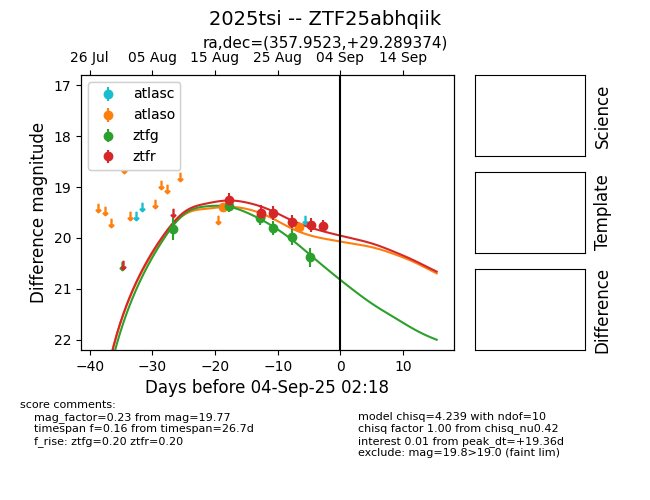 2025tsi -- ZTF25abhqiik
ra,dec=(357.9523,+29.289374)
26 Jul 05 Aug 15 Aug 25 Aug 04 Sep 14 Sep
17
18
19
20
21
22
Difference magnitude
atlasc
atlaso
ztfg
ztfr
−40 −30 −20 −10 0 10
Days before 04-Sep-25 02:18
Science
Template
Difference
score comments:
mag_factor=0.23 from mag=19.77
timespan f=0.16 from timespan=26.7d
f_rise: ztfg=0.20 ztfr=0.20
model chisq=4.239 with ndof=10
chisq factor 1.00 from chisq_nu0.42
interest 0.01 from peak_dt=+19.36d
exclude: mag=19.8>19.0 (faint lim)